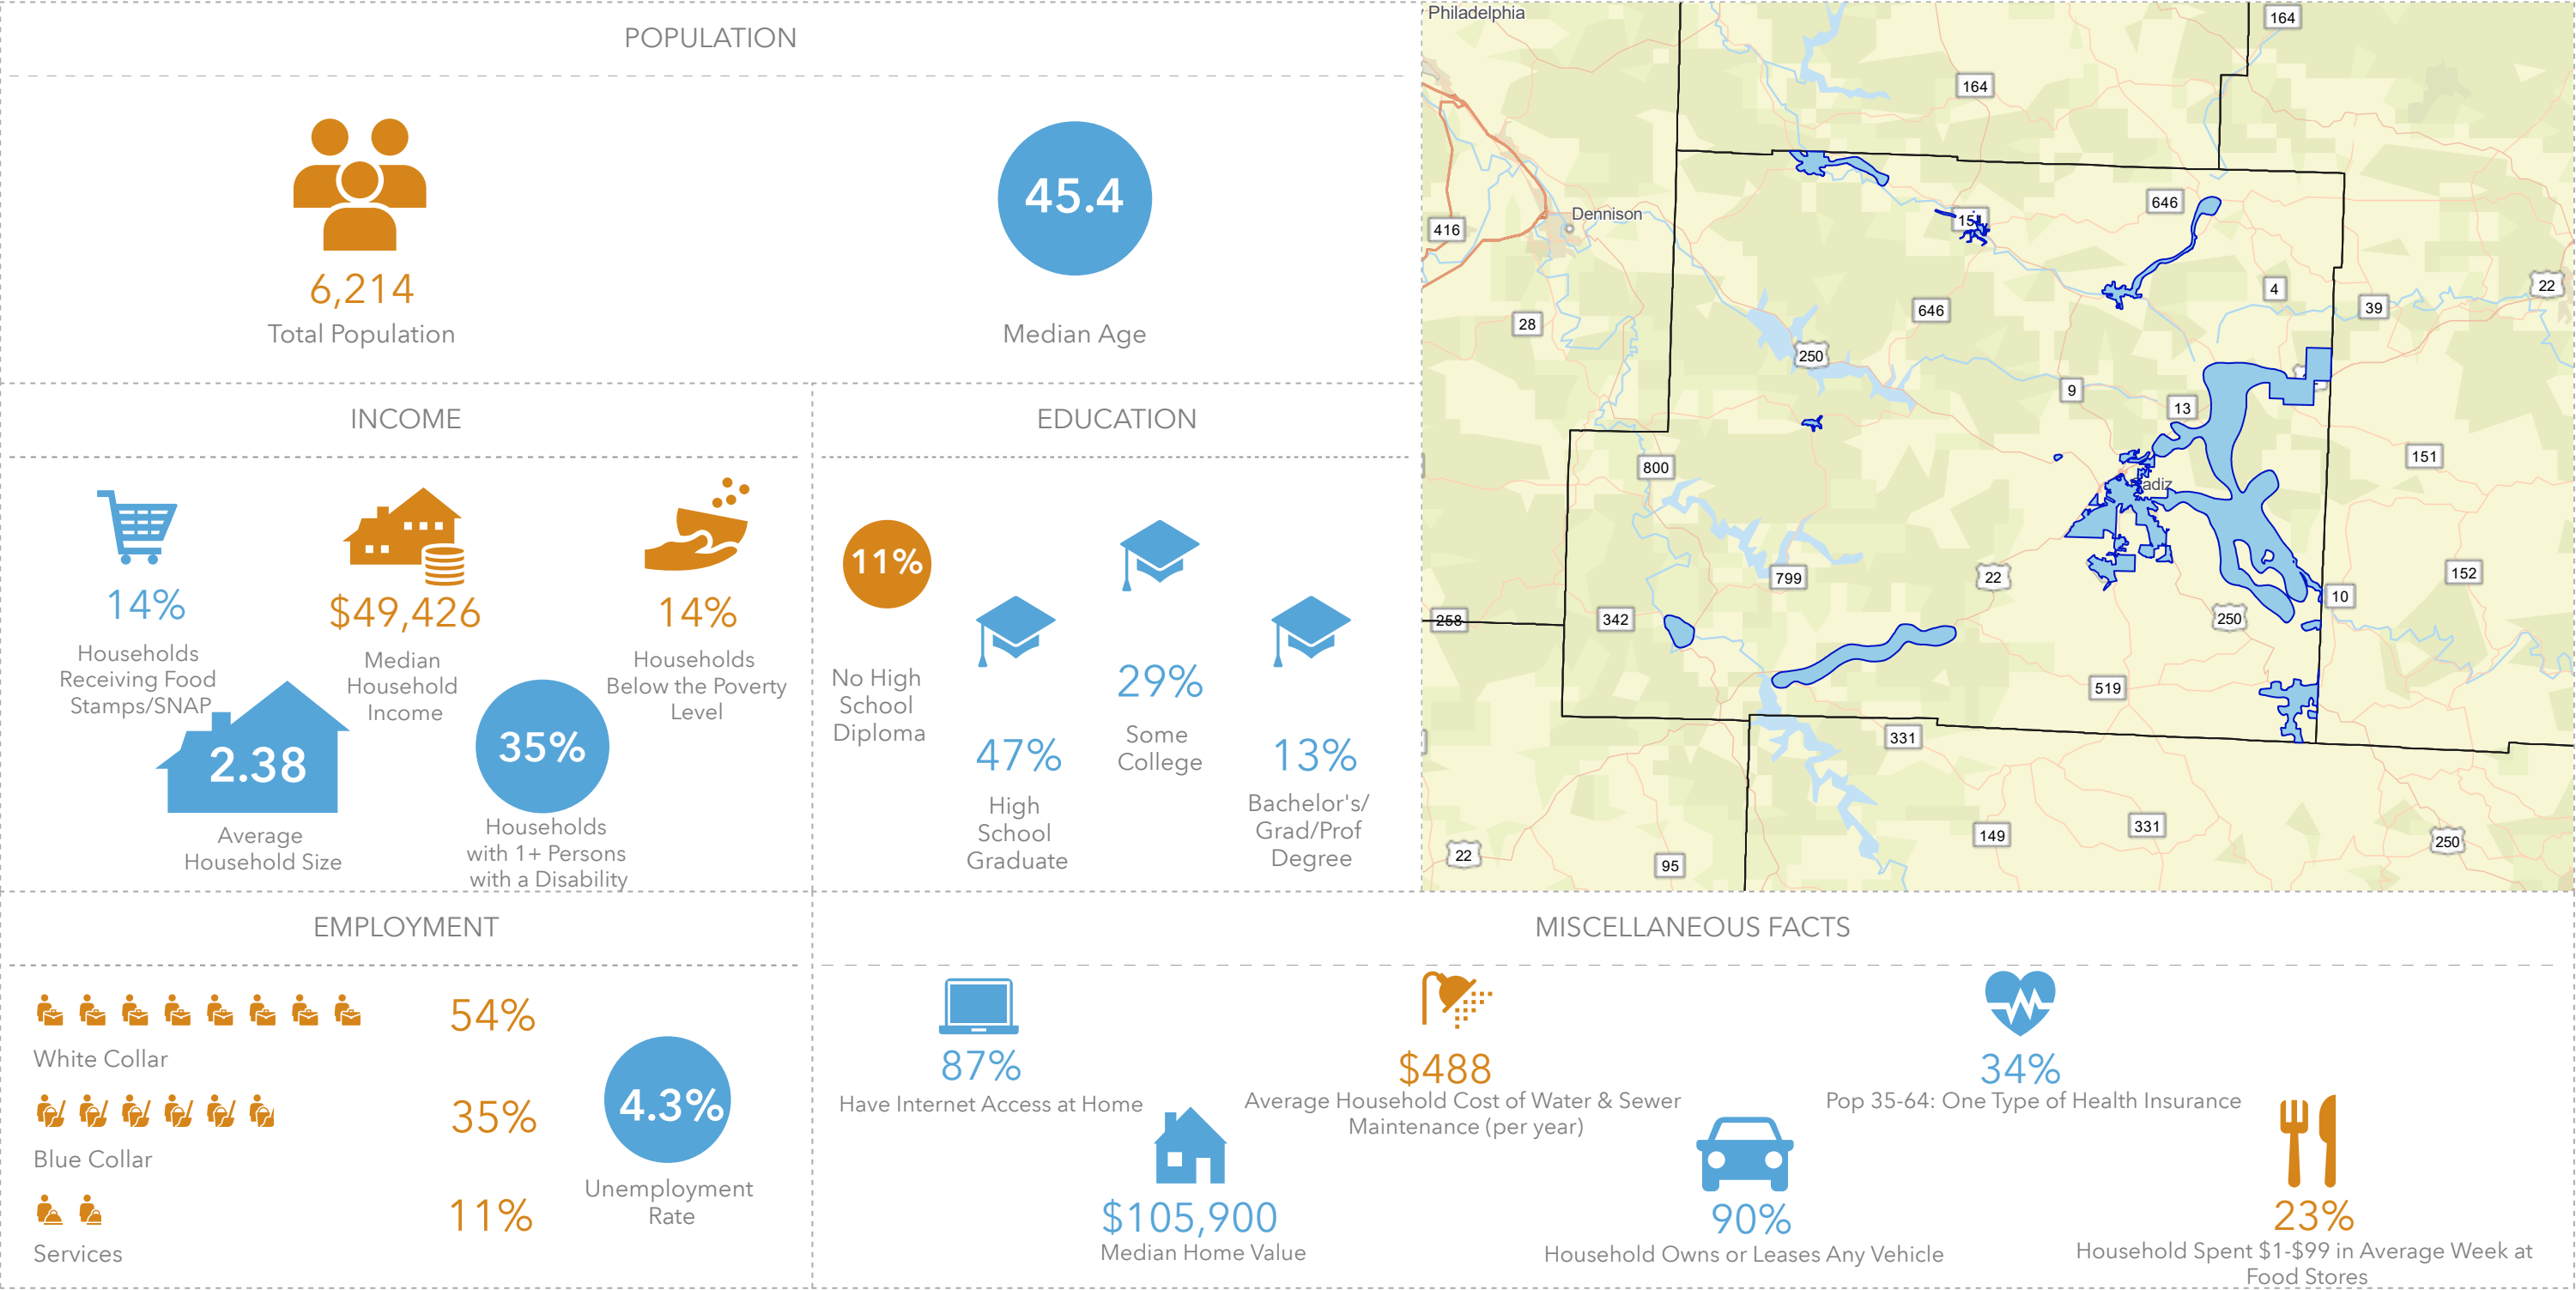 POPULATION
6,214
Total Population
45.4
Median Age
INCOME
14%
Households
Receiving Food
Stamps/SNAP
$49,426
Median
Household
Income
14%
Households
Below the Poverty
Level
2.38
Average
Household Size
35%
Households
with 1+ Persons
with a Disability
EDUCATION
11%
No High
School
Diploma
47%
High
School
Graduate
29%
Some
College
13%
Bachelor's/
Grad/Prof
Degree
Philadelphia
164
164
Dennison
416
151
646
646
4
22
39
28
250
9
13
800
151
adiz
799
22
152
10
258
342
250
519
331
149
331
250
22
95
EMPLOYMENT
54%
White Collar
35%
Blue Collar
11%
Services
4.3%
Unemployment
Rate
MISCELLANEOUS FACTS
87%
Have Internet Access at Home
$488
Average Household Cost of Water & Sewer
Maintenance (per year)
34%
Pop 35-64: One Type of Health Insurance
$105,900
Median Home Value
90%
Household Owns or Leases Any Vehicle
23%
Household Spent $1-$99 in Average Week at
Food Stores